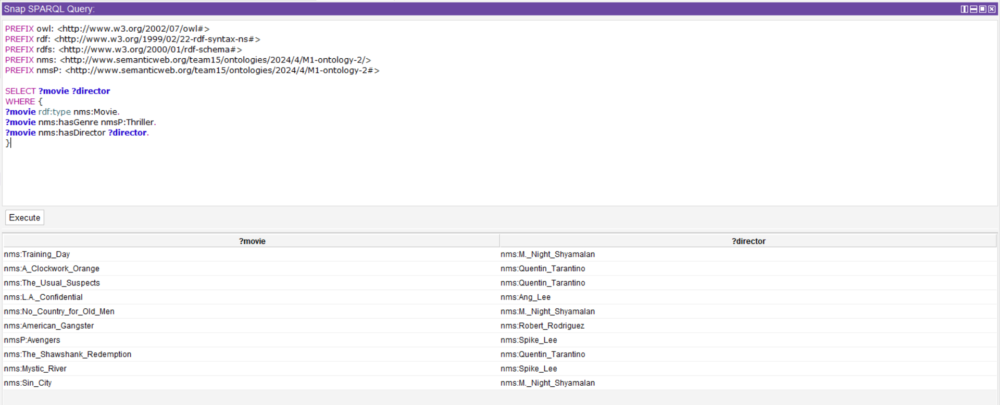 Snap SPARQL Query:
PREFIX owl: <http://www.w3.org/2002/07/owl#>
PREFIX rdf: <http://www.w3.org/1999/02/22-rdf-syntax-ns#>
PREFIX rdfs: <http://www.w3.org/2000/01/rdf-schema#>
PREFIX nms: <http://www.semanticweb.org/team15/ontologies/2024/4/M1-ontology-2/>
PREFIX nmsP: <http://www.semanticweb.org/team15/ontologies/2024/4/M1-ontology-2#>
SELECT ?movie ?director
WHERE {
?movie rdf:type nms:Movie.
?movie nms:hasGenre nmsP:Thriller.
?movie nms:hasDirector ?director.
}
Execute
?movie ?director
nms:Training_Day nms:M._Night_Shyamalan
nms:A_Clockwork_Orange nms:Quentin_Tarantino
nms:The_Usual_Suspects nms:Quentin_Tarantino
nms:L.A._Confidential nms:Ang_Lee
nms:No_Country_for_Old_Men nms:M._Night_Shyamalan
nms:American_Gangster nms:Robert_Rodriguez
nmsP:Avengers nms:Spike_Lee
nms:The_Shawshank_Redemption nms:Quentin_Tarantino
nms:Mystic_River nms:Spike_Lee
nms:Sin_City nms:M._Night_Shyamalan